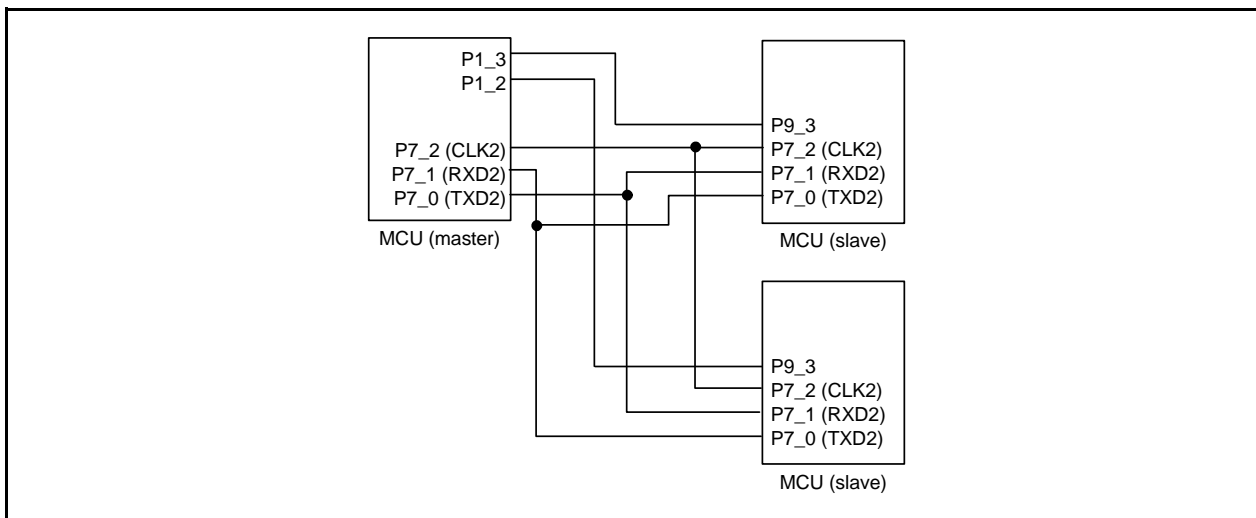 P1_3
P1_2
P7_2 (CLK2)
P7_1 (RXD2)
P7_0 (TXD2)
MCU (master)
P9_3
P7_2 (CLK2)
P7_1 (RXD2)
P7_0 (TXD2)
MCU (slave)
P9_3
P7_2 (CLK2)
P7_1 (RXD2)
P7_0 (TXD2)
MCU (slave)